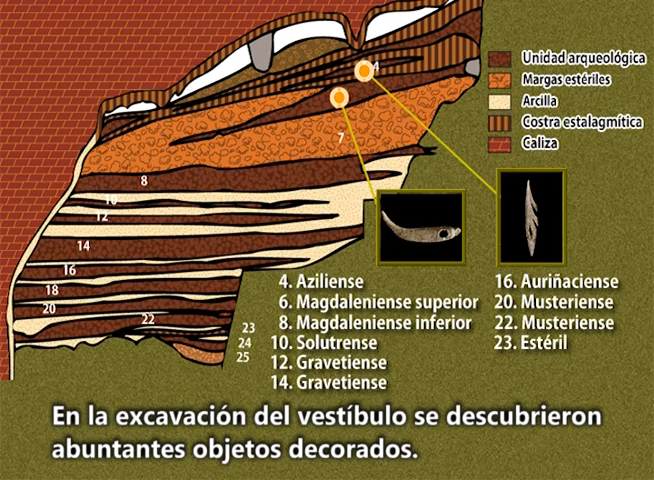 4
7
8
10
12
14
16
18
20
22
23
24
25
Unidad arqueológica
Margas estériles
Arcilla
Costra estalagmítica
Caliza
4. Aziliense
6. Magdaleniense superior
8. Magdaleniense inferior
10. Solutrense
12. Gravetiense
14. Gravetiense
16. Auriñaciense
20. Musteriense
22. Musteriense
23. Estéril
En la excavación del vestíbulo se descubrieron
abuntantes objetos decorados.